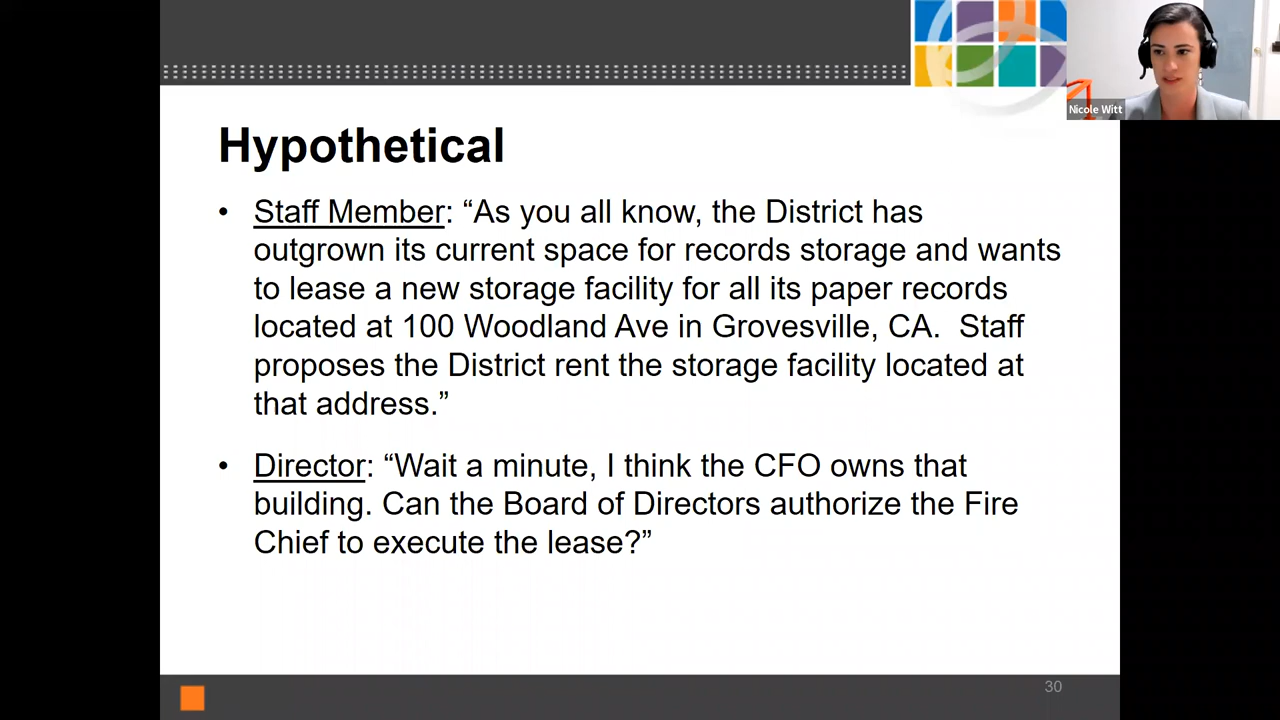 Nicole Witt
Hypothetical
• Staff Member: “As you all know, the District has
outgrown its current space for records storage and wants
to lease a new storage facility for all its paper records
located at 100 Woodland Ave in Grovesville, CA.  Staff
proposes the District rent the storage facility located at
that address.”
• Director: “Wait a minute, I think the CFO owns that
building. Can the Board of Directors authorize the Fire
Chief to execute the lease?”
30